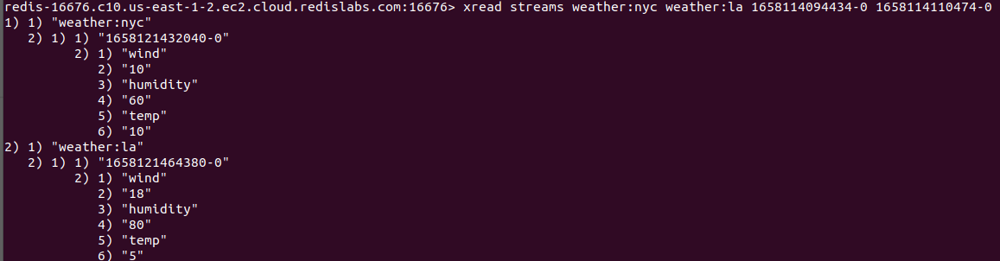 redis-16676.c10.us-east-1-2.ec2.cloud.redislabs.com:16676> xread streams weather:nyc weather:la 1658114094434-0 1658114110474-0
1) 1) "weather:nyc
   2) 1) 1) "1658121432040-0"
         2) 1) "wind"
            2) "10"
            3) "humidity"
            4) "60"
            5) "temp"
            6) "10"
2) 1) "weather:la"
   2) 1) 1) "1658121464380-0"
         2) 1) "wind"
            2) "18"
            3) "humidity"
            4) "80"
            5) "temp"
            6) "5"